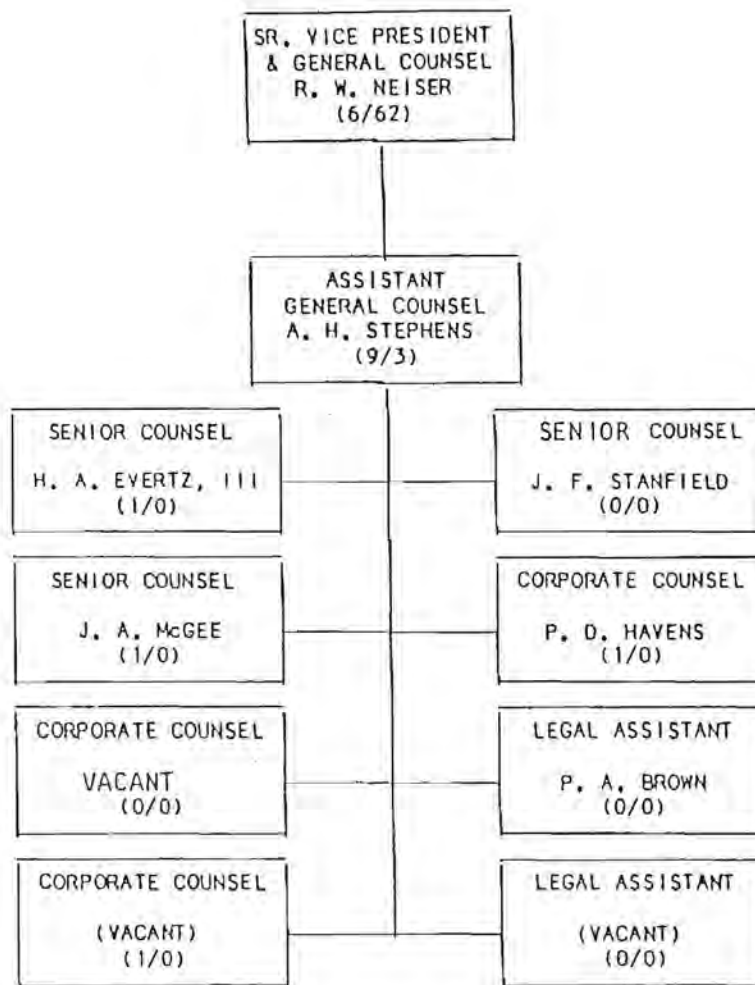 SR. VICE PRESIDENT
& GENERAL COUNSEL
R. W. NEISER
(6/62)
ASSISTANT
GENERAL COUNSEL
A. H. STEPHENS
(9/3)
SENIOR COUNSEL
H. A. EVERTZ, III
(1/0)
SENIOR COUNSEL
J. F. STANFIELD
(0/0)
SENIOR COUNSEL
J. A. McGEE
(1/0)
CORPORATE COUNSEL
P. D. HAVENS
(1/0)
CORPORATE COUNSEL
VACANT
(0/0)
LEGAL ASSISTANT
P. A. BROWN
(0/0)
CORPORATE COUNSEL
(VACANT)
(1/0)
LEGAL ASSISTANT
(VACANT)
(0/0)